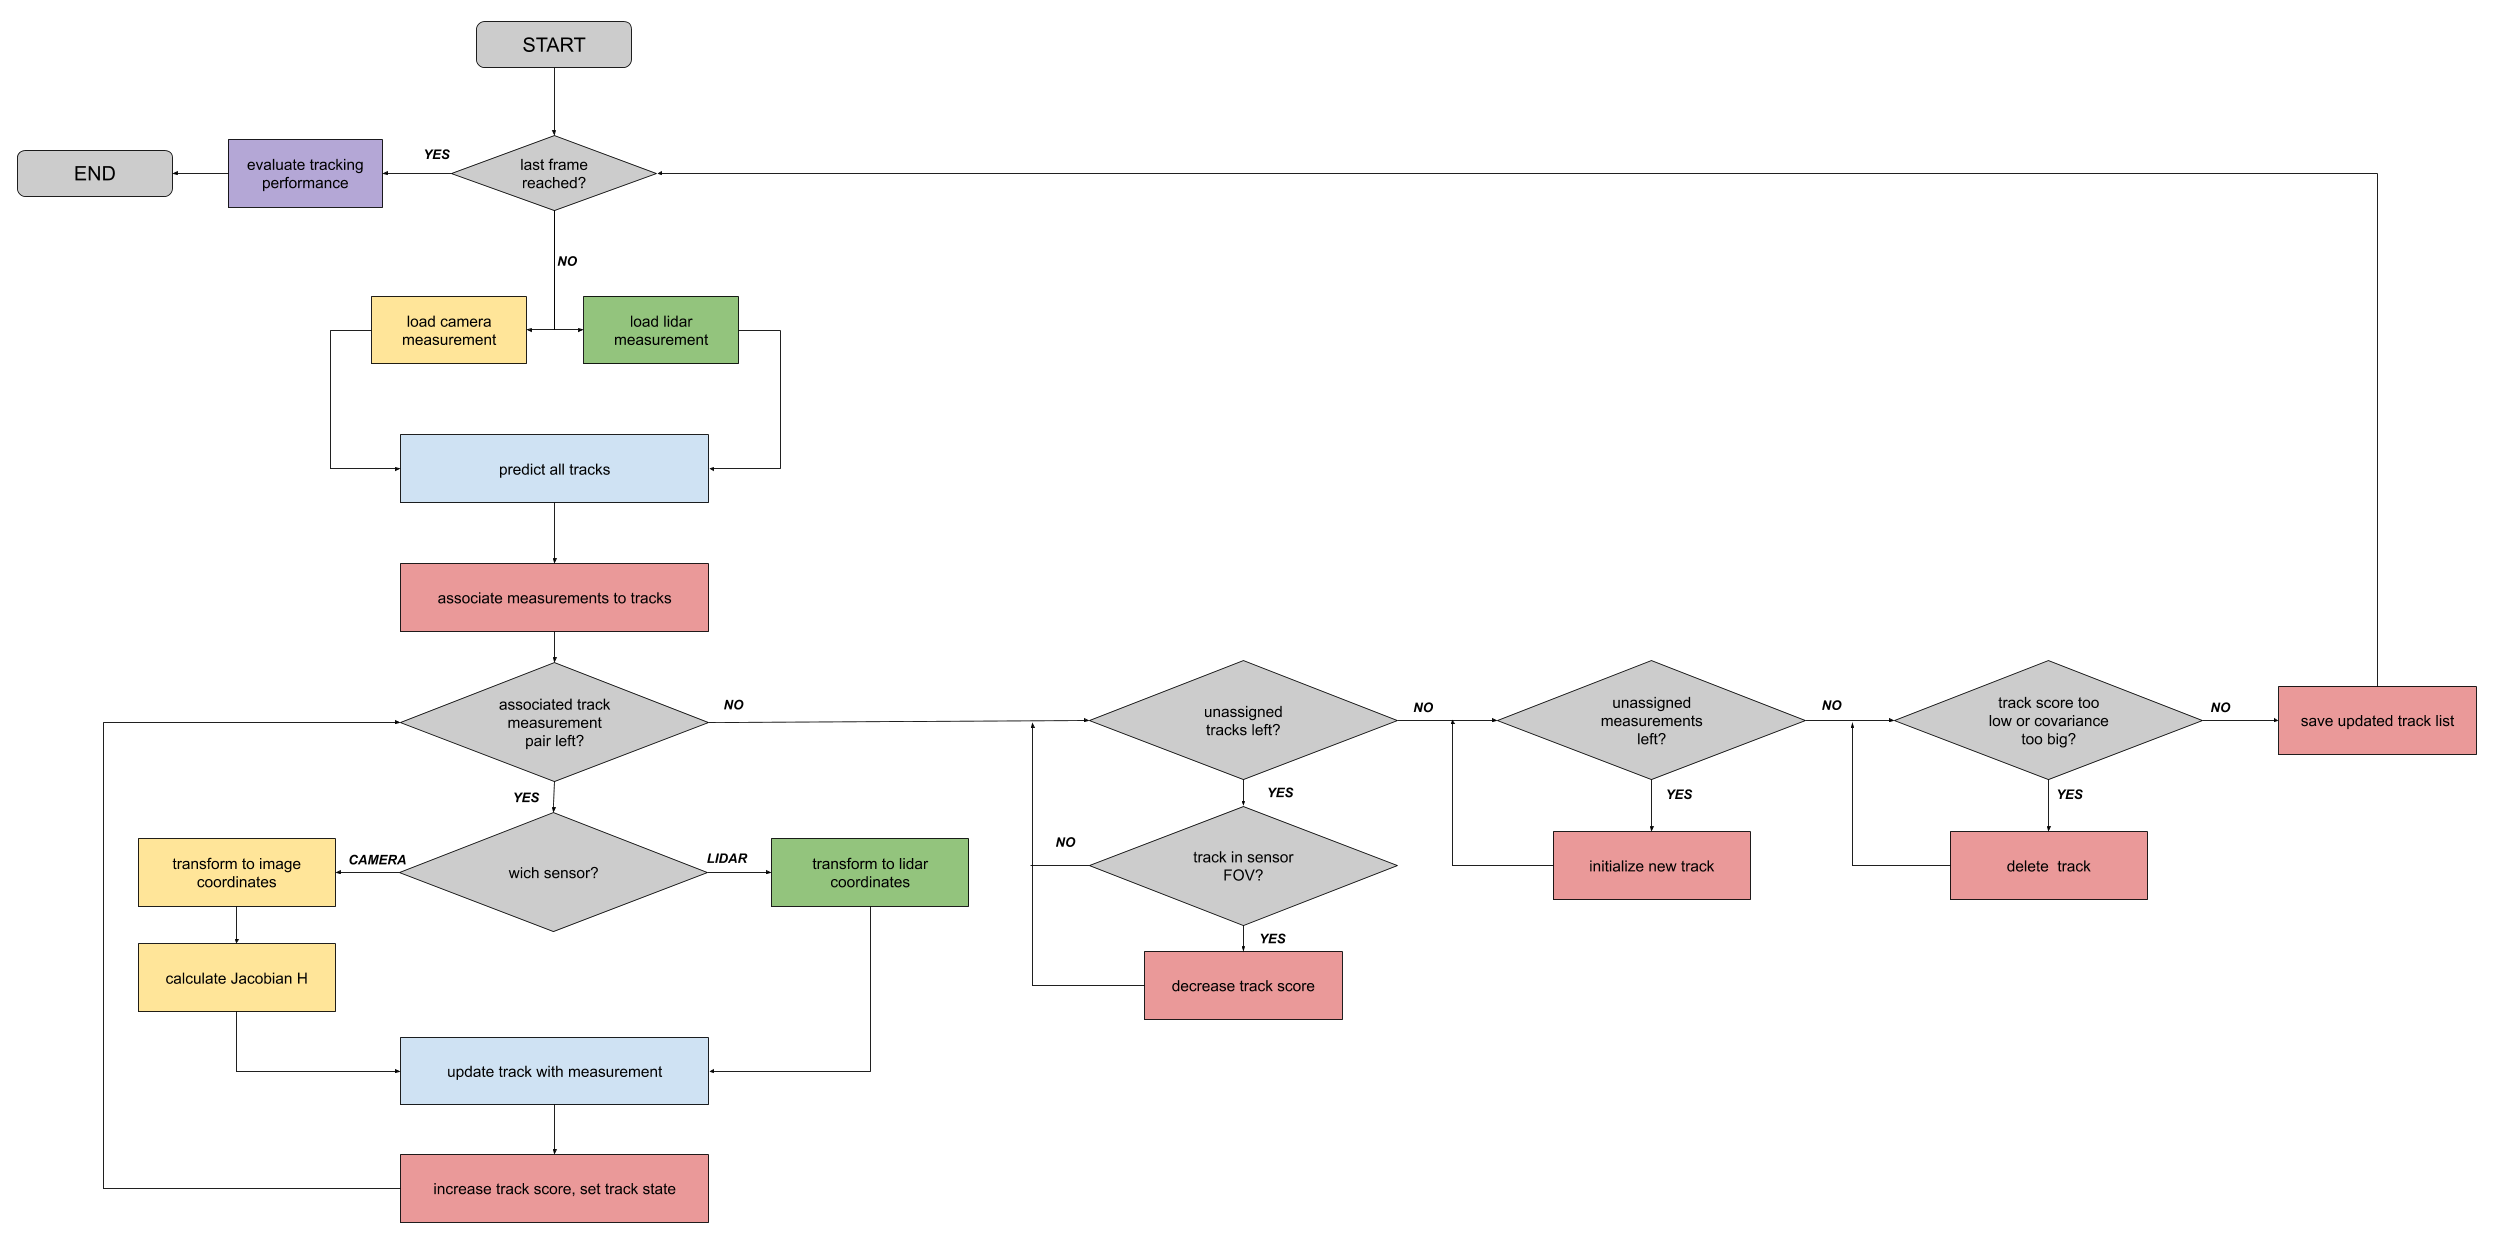 START
END
evaluate tracking
performance
YES
last frame
reached?
NO
load camera
measurement
load lidar
measurement
predict all tracks
associate measurements to tracks
associated track
measurement
pair left?
NO
unassigned
tracks left?
NO
unassigned
measurements
left?
NO
track score too
low or covariance
too big?
NO
save updated track list
YES
YES
YES
YES
transform to image
coordinates
CAMERA
wich sensor?
LIDAR
transform to lidar
coordinates
NO
track in sensor
FOV?
initialize new track
delete  track
YES
calculate Jacobian H
decrease track score
update track with measurement
increase track score, set track state